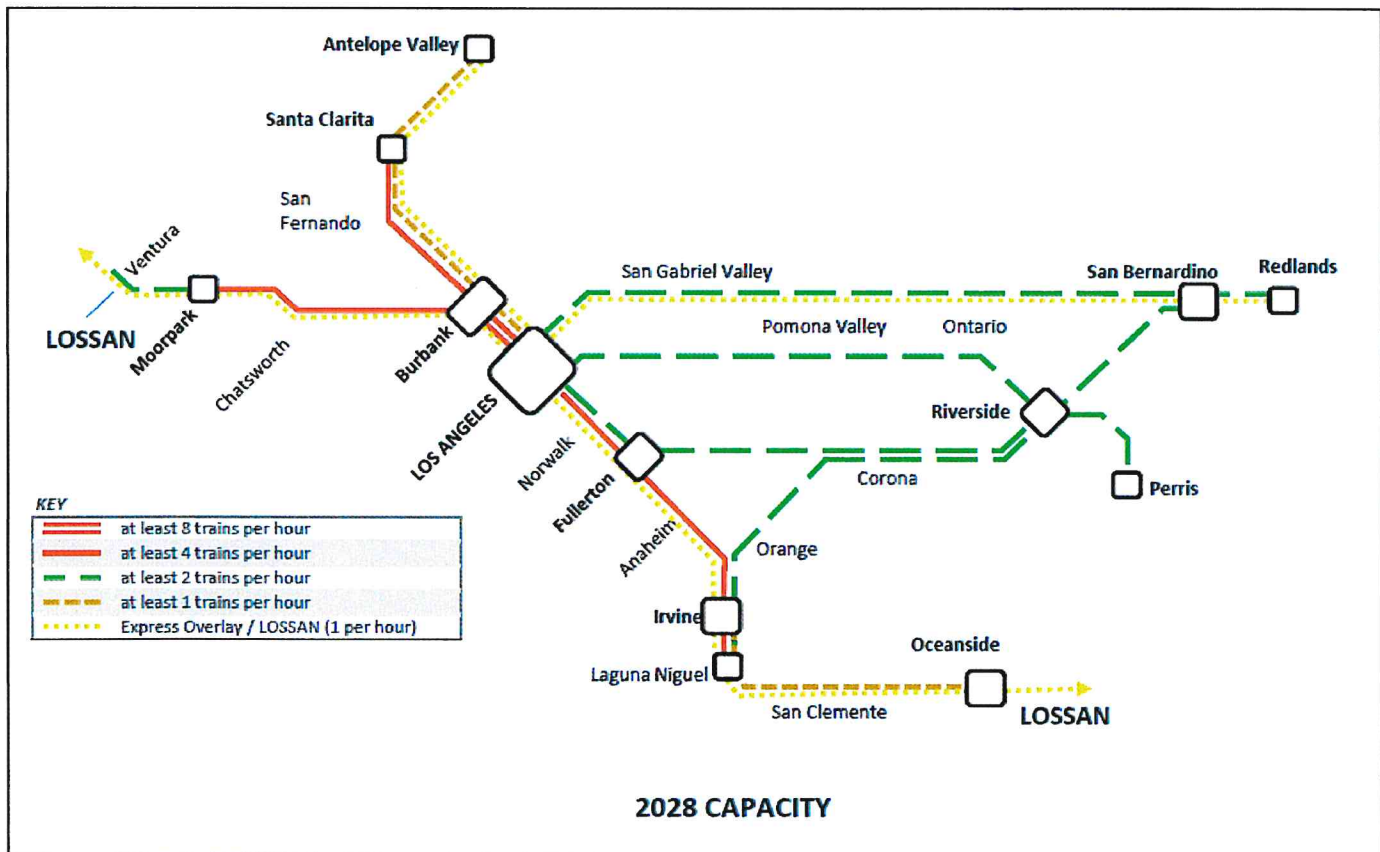 Antelope Valley
Santa Clarita
San
Fernando
Ventura
LOSSAN
Moorpark
Chatsworth
Burbank
LOS ANGELES
San Gabriel Valley
San Bernardino
Redlands
Pomona Valley
Ontario
Riverside
Norwalk
Fullerton
Corona
Perris
Anaheim
Orange
KEY
at least 8 trains per hour
at least 4 trains per hour
at least 2 trains per hour
at least 1 trains per hour
Express Overlay / LOSSAN (1 per hour)
Irvine
Laguna Niguel
Oceanside
San Clemente
LOSSAN
2028 CAPACITY